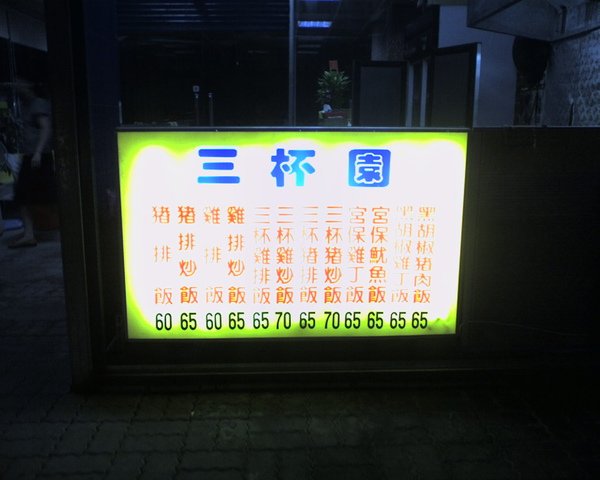 三杯園
猪排飯 60
猪排炒飯 65
雞排飯 60
雞排炒飯 65
三杯雞排飯 65
三杯雞炒飯 70
三杯猪排飯 65
三杯猪炒飯 70
宮保雞丁飯 65
宮保魷魚飯 65
黑胡椒雞丁飯 65
黑胡椒猪肉飯 65